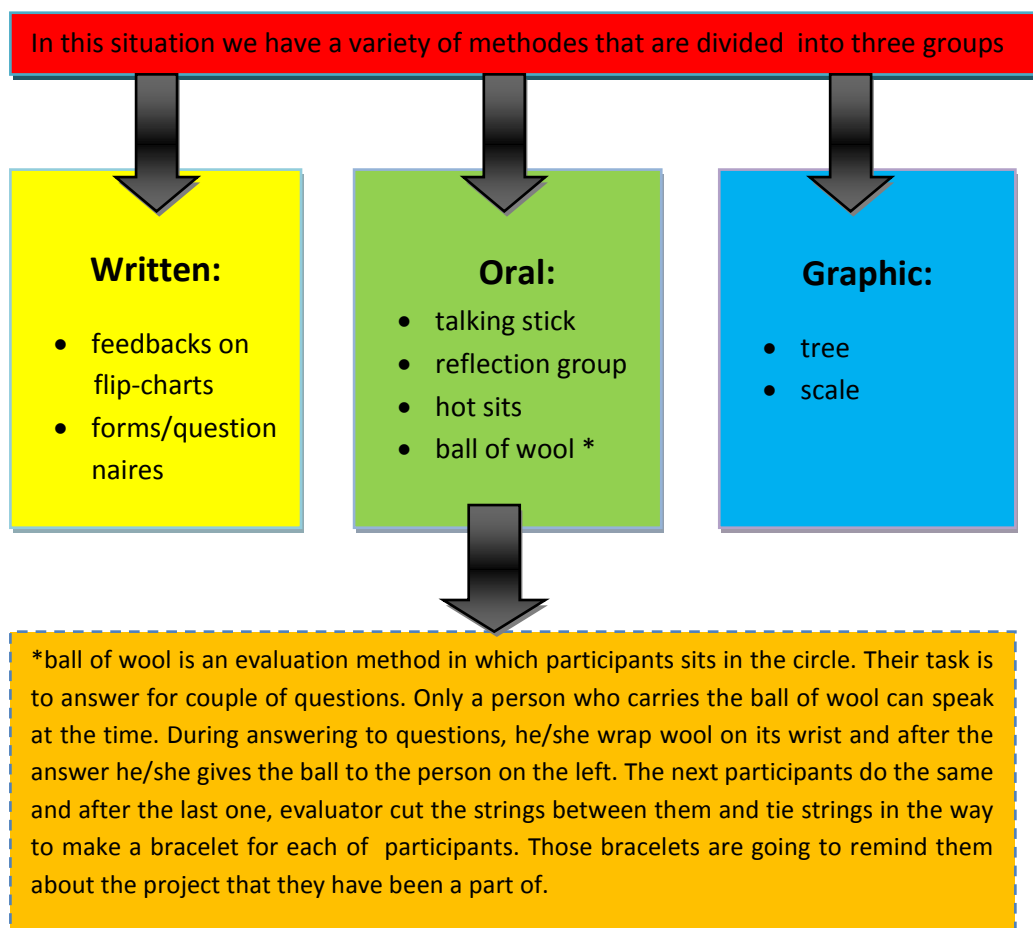 In this situation we have a variety of methodes that are divided into three groups
Written:
• feedbacks on
flip-charts
• forms/question
naires
Oral:
• talking stick
• reflection group
• hot sits
• ball of wool *
Graphic:
• tree
• scale
*ball of wool is an evaluation method in which participants sits in the circle. Their task is
to answer for couple of questions. Only a person who carries the ball of wool can speak
at the time. During answering to questions, he/she wrap wool on its wrist and after the
answer he/she gives the ball to the person on the left. The next participants do the same
and after the last one, evaluator cut the strings between them and tie strings in the way
to make a bracelet for each of participants. Those bracelets are going to remind them
about the project that they have been a part of.